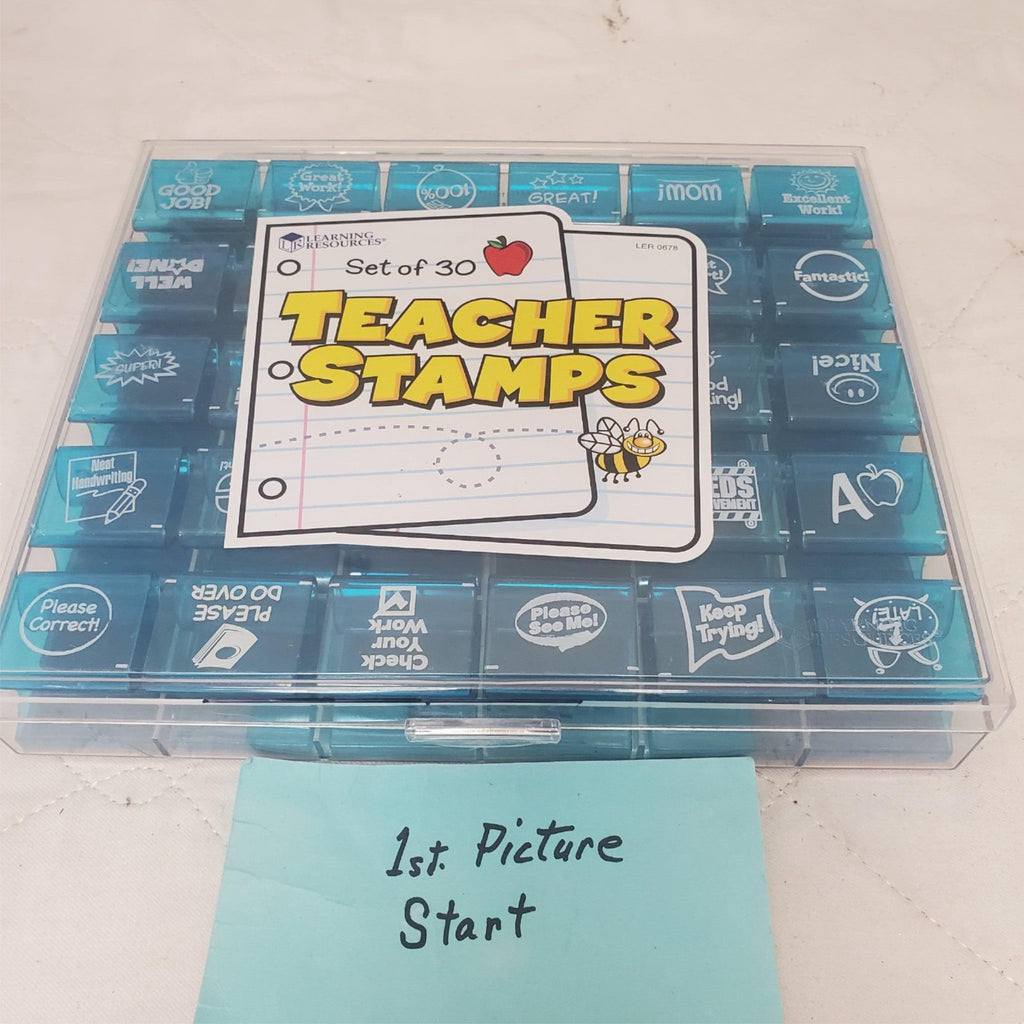 GOOD
JOB!
Great
Work!
100%
GREAT!
WOW!
Excellent
Work!
LEARNING
RESOURCES®
LER 0678
Set of 30
TEACHER
STAMPS
WELL
DONE!
Fantastic!
SUPER!
Nice!
Neat
Handwriting
A
Please
Correct!
PLEASE
DO OVER
Check
Your
Work
Please
See Me!
Keep
Trying!
LATE!
1st. Picture
Start